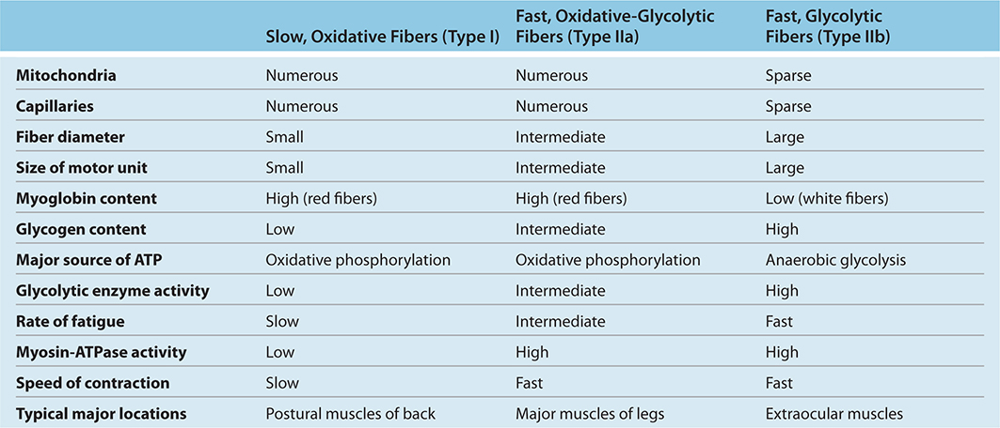 Slow, Oxidative Fibers (Type I) Fast, Oxidative-Glycolytic Fibers (Type IIa) Fast, Glycolytic Fibers (Type IIb)
Mitochondria Numerous Numerous Sparse
Capillaries Numerous Numerous Sparse
Fiber diameter Small Intermediate Large
Size of motor unit Small Intermediate Large
Myoglobin content High (red fibers) High (red fibers) Low (white fibers)
Glycogen content Low Intermediate High
Major source of ATP Oxidative phosphorylation Oxidative phosphorylation Anaerobic glycolysis
Glycolytic enzyme activity Low Intermediate High
Rate of fatigue Slow Intermediate Fast
Myosin-ATPase activity Low High High
Speed of contraction Slow Fast Fast
Typical major locations Postural muscles of back Major muscles of legs Extraocular muscles